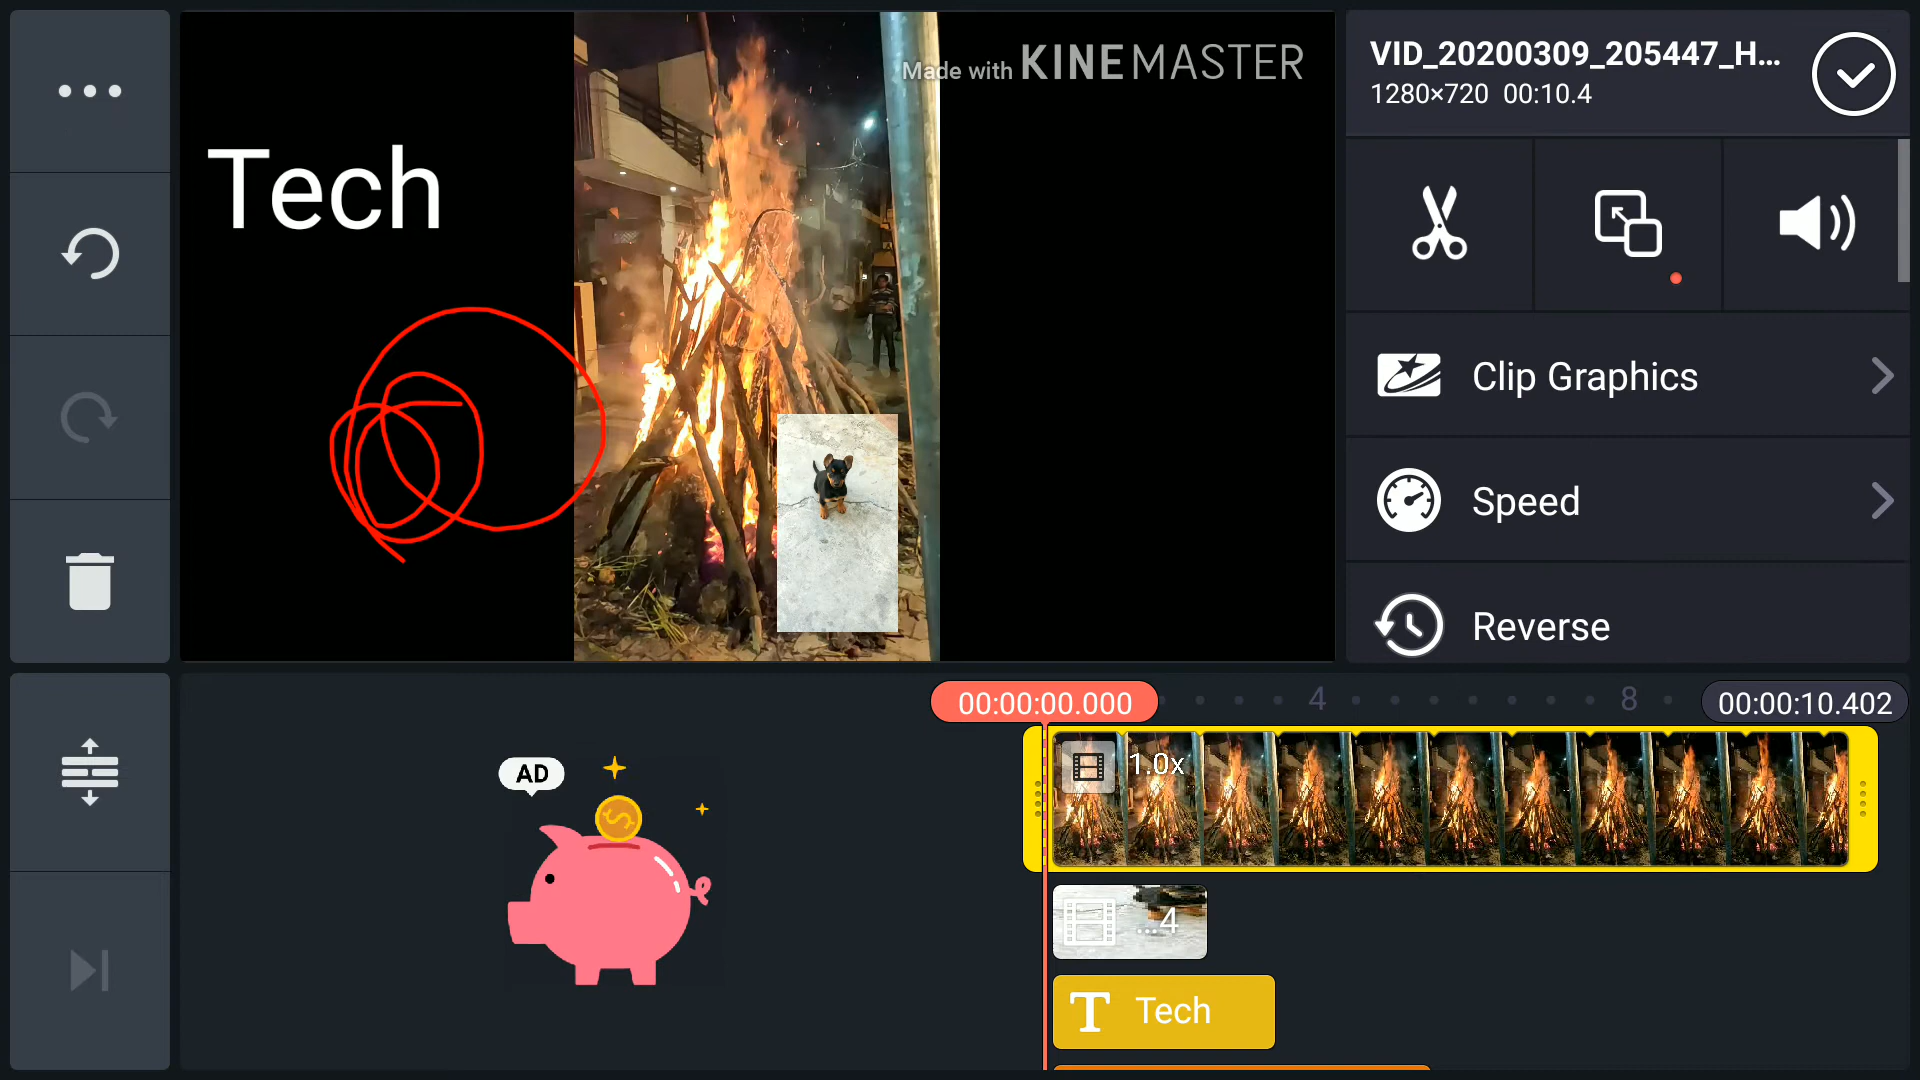 Made with KINEMASTER
Tech
VID_20200309_205447_H...
1280×720 00:10.4
Clip Graphics
Speed
Reverse
00:00:00.000
4
8
00:00:10.402
AD
1.0x
...4
T Tech